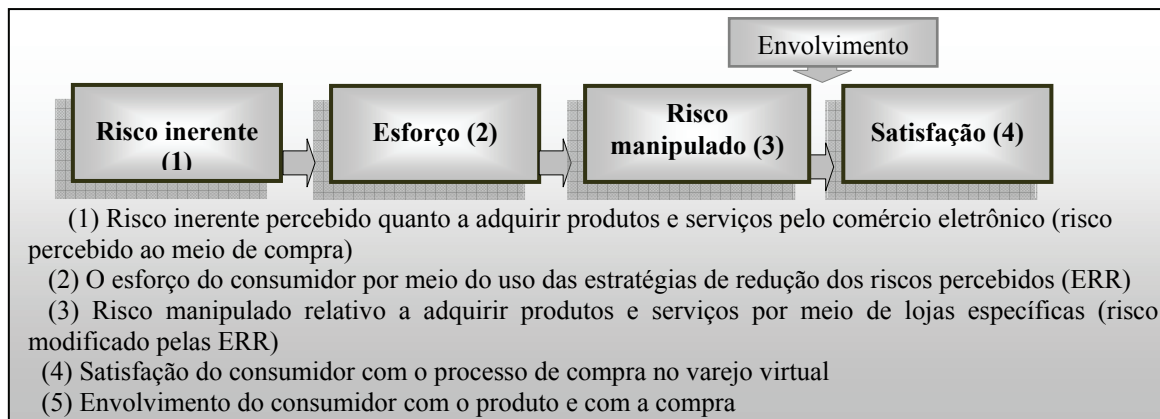 Envolvimento
Risco inerente
(1)
Esforço (2)
Risco
manipulado (3)
Satisfação (4)
(1) Risco inerente percebido quanto a adquirir produtos e serviços pelo comércio eletrônico (risco
percebido ao meio de compra)
(2) O esforço do consumidor por meio do uso das estratégias de redução dos riscos percebidos (ERR)
(3) Risco manipulado relativo a adquirir produtos e serviços por meio de lojas específicas (risco
modificado pelas ERR)
(4) Satisfação do consumidor com o processo de compra no varejo virtual
(5) Envolvimento do consumidor com o produto e com a compra